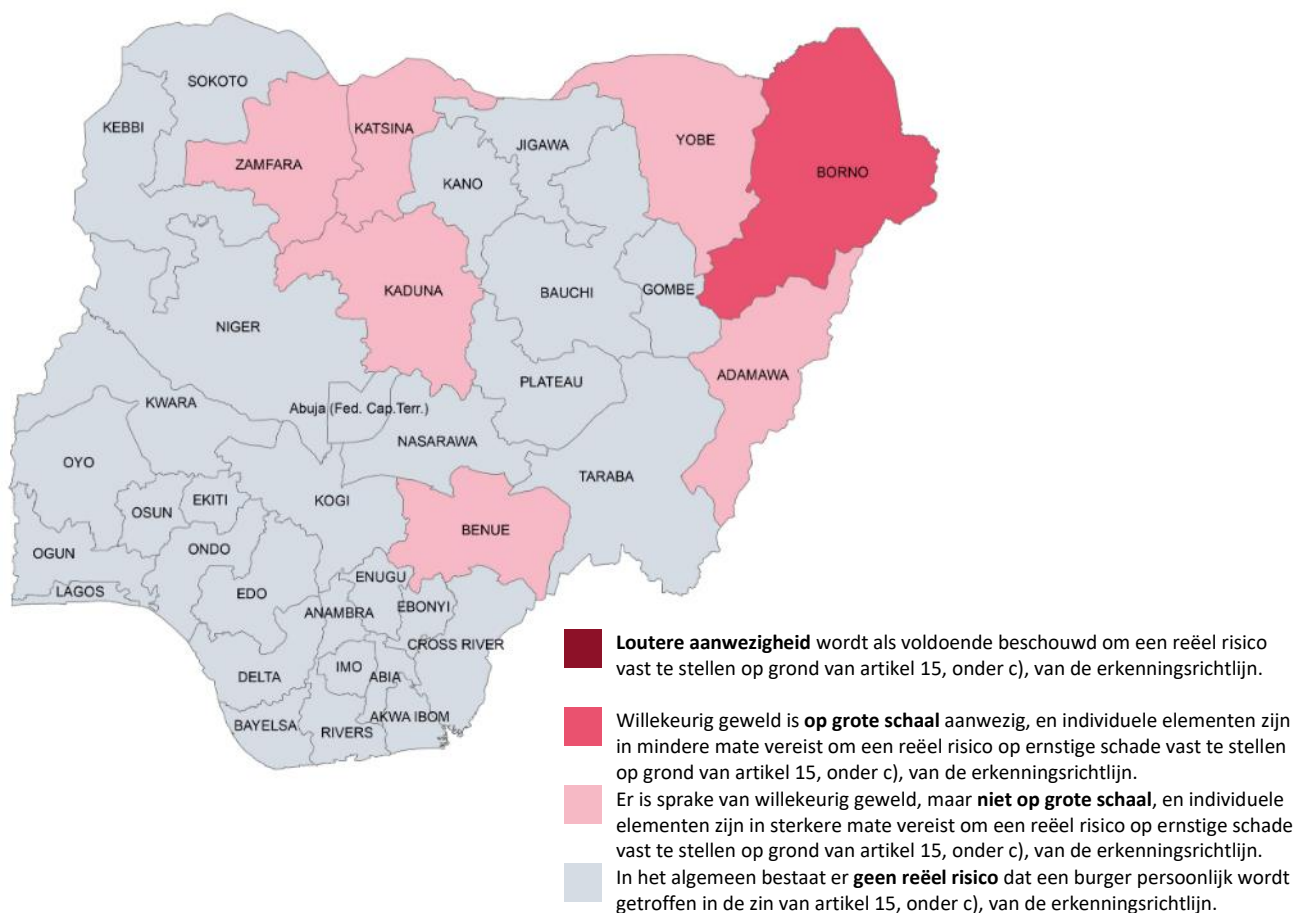 SOKOTO
KEBBI
KATSINA
ZAMFARA
JIGAWA
YOBE
BORNO
KANO
KADUNA
BAUCHI
GOMBE
NIGER
ADAMAWA
PLATEAU
KWARA
Abuja (Fed. Cap.Terr.)
NASARAWA
OYO
TARABA
OSUN
EKITI
KOGI
BENUE
OGUN
ONDO
LAGOS
EDO
ENUGU
ANAMBRA
EBONYI
CROSS RIVER
DELTA
IMO
ABIA
BAYELSA
RIVERS
AKWA IBOM
Loutere aanwezigheid wordt als voldoende beschouwd om een reëel risico
vast te stellen op grond van artikel 15, onder c), van de erkenningsrichtlijn.
Willekeurig geweld is op grote schaal aanwezig, en individuele elementen zijn
in mindere mate vereist om een reëel risico op ernstige schade vast te stellen
op grond van artikel 15, onder c), van de erkenningsrichtlijn.
Er is sprake van willekeurig geweld, maar niet op grote schaal, en individuele
elementen zijn in sterkere mate vereist om een reëel risico op ernstige schade
vast te stellen op grond van artikel 15, onder c), van de erkenningsrichtlijn.
In het algemeen bestaat er geen reëel risico dat een burger persoonlijk wordt
getroffen in de zin van artikel 15, onder c), van de erkenningsrichtlijn.